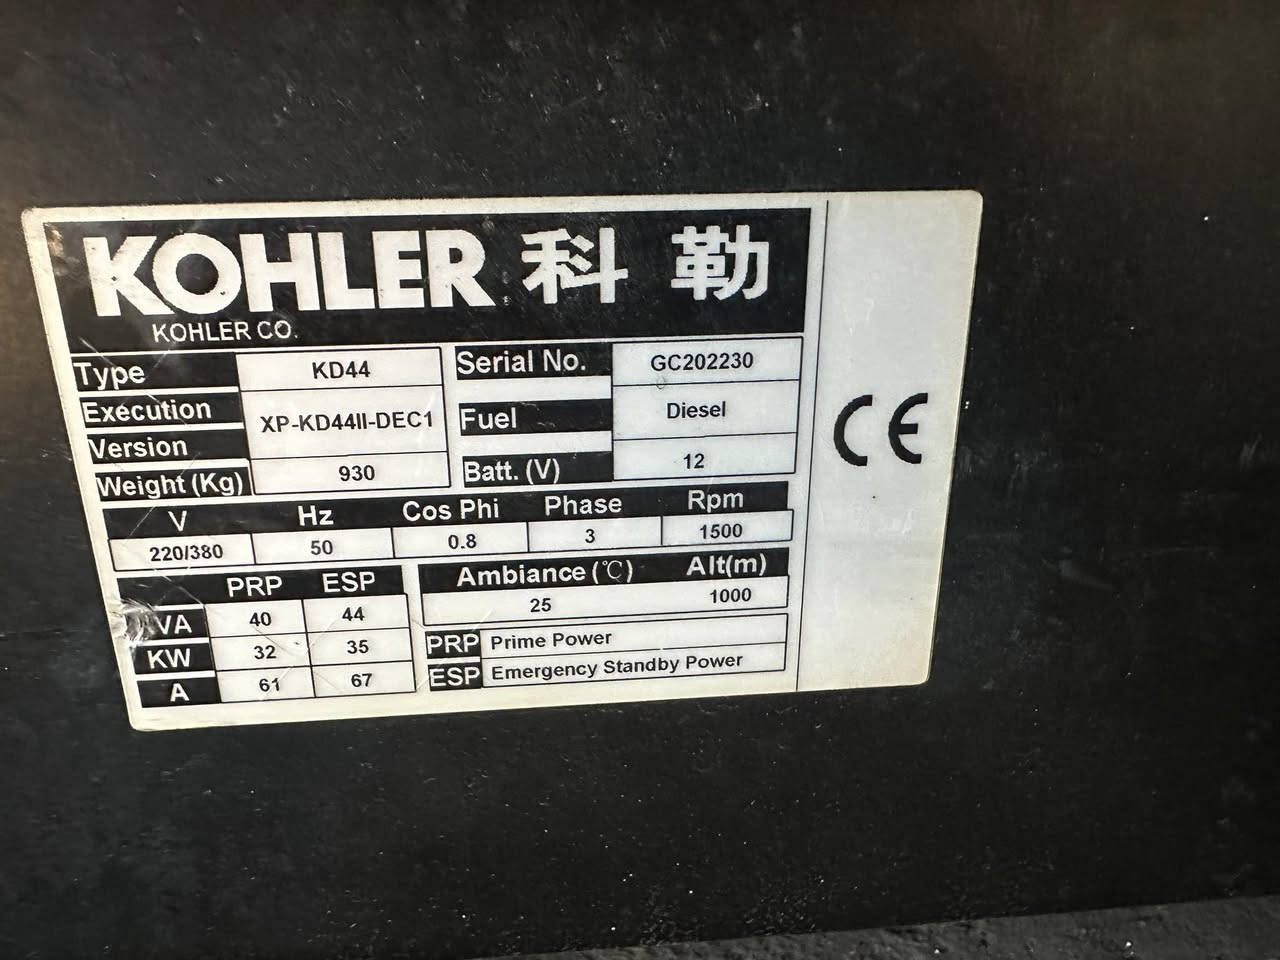 KOHLER 科 勒
KOHLER CO.
Type KD44 Serial No. GC202230
Execution Version XP-KD44II-DEC1 Fuel Diesel
Weight (Kg) 930 Batt. (V) 12
V Hz Cos Phi Phase Rpm
220/380 50 0.8 3 1500
PRP ESP Ambiance (℃) Alt(m)
VA 40 44 25 1000
KW 32 35 PRP Prime Power
A 61 67 ESP Emergency Standby Power
CE